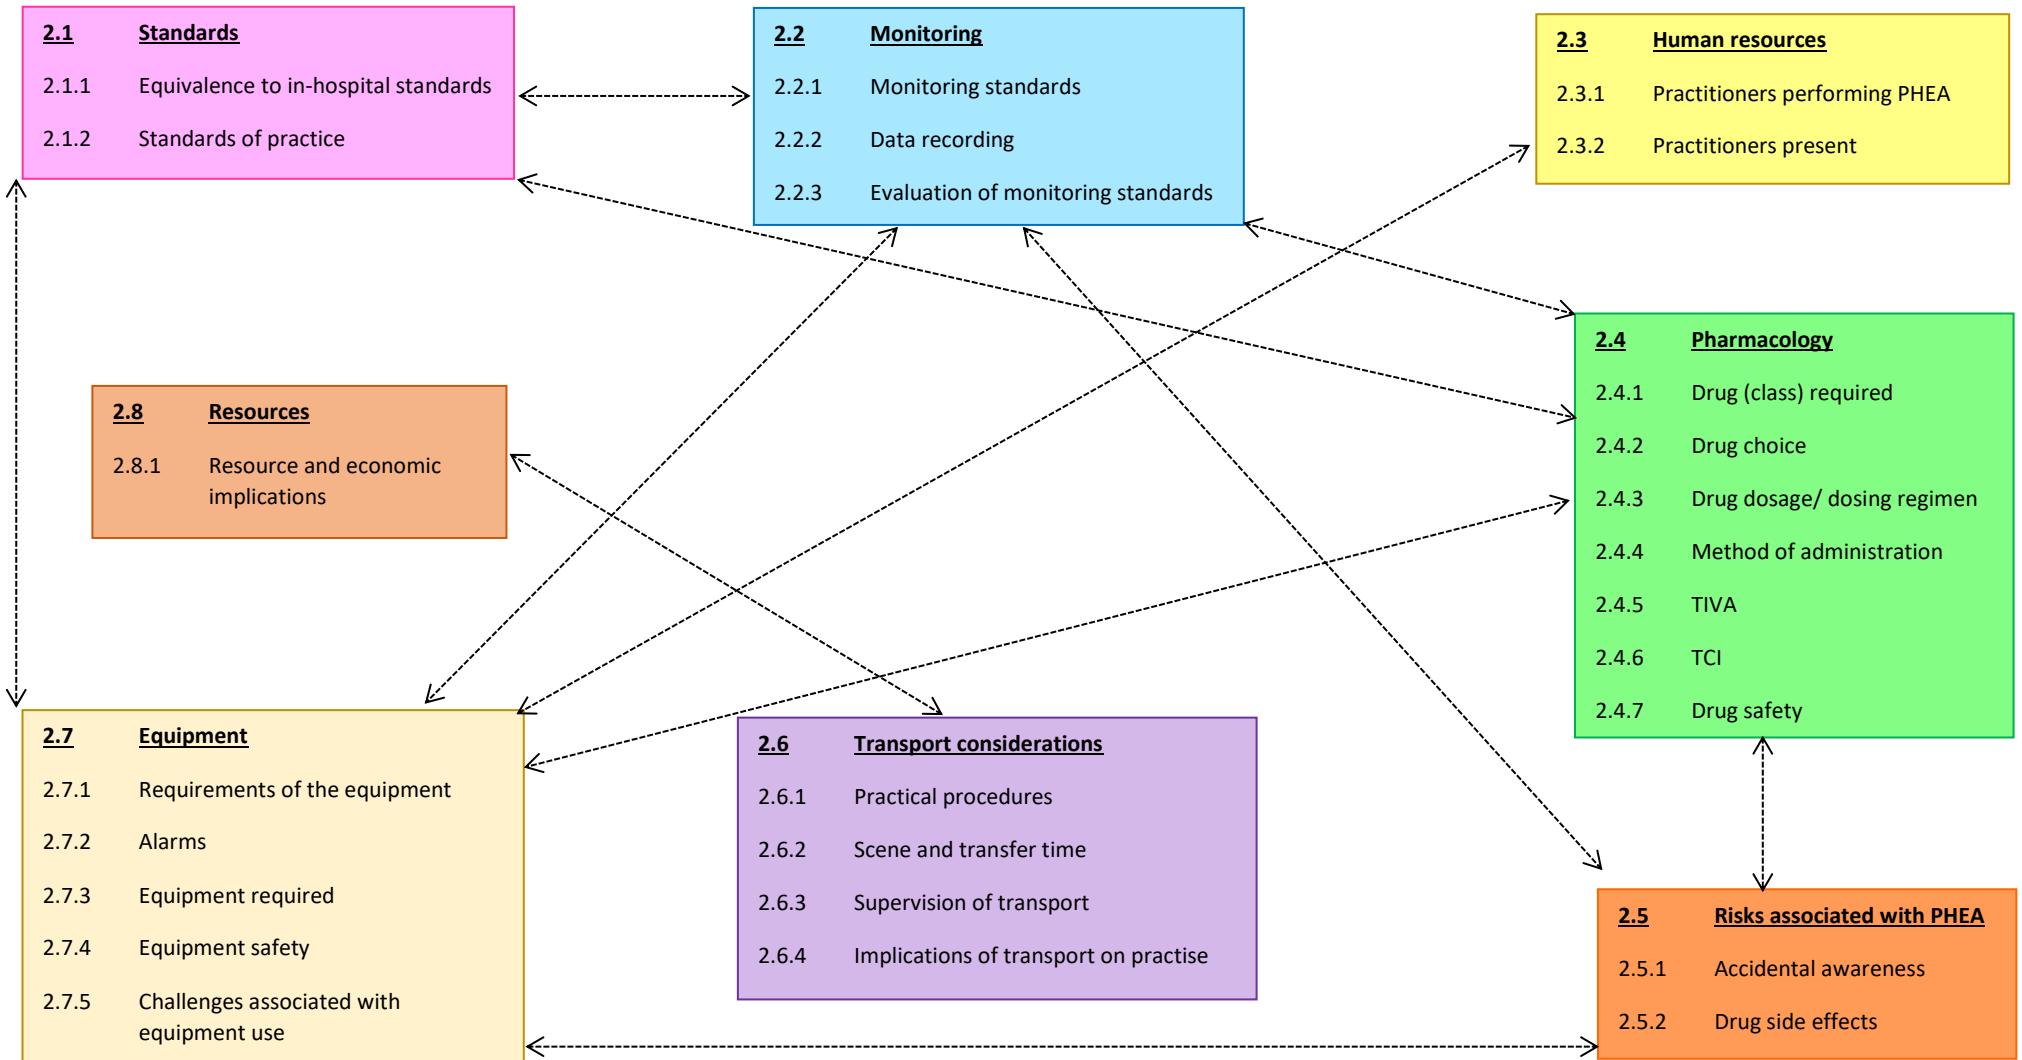 2.1 Standards
2.1.1 Equivalence to in-hospital standards
2.1.2 Standards of practice
2.2 Monitoring
2.2.1 Monitoring standards
2.2.2 Data recording
2.2.3 Evaluation of monitoring standards
2.3 Human resources
2.3.1 Practitioners performing PHEA
2.3.2 Practitioners present
2.4 Pharmacology
2.4.1 Drug (class) required
2.4.2 Drug choice
2.4.3 Drug dosage/ dosing regimen
2.4.4 Method of administration
2.4.5 TIVA
2.4.6 TCI
2.4.7 Drug safety
2.8 Resources
2.8.1 Resource and economic
implications
2.7 Equipment
2.7.1 Requirements of the equipment
2.7.2 Alarms
2.7.3 Equipment required
2.7.4 Equipment safety
2.7.5 Challenges associated with
equipment use
2.6 Transport considerations
2.6.1 Practical procedures
2.6.2 Scene and transfer time
2.6.3 Supervision of transport
2.6.4 Implications of transport on practise
2.5 Risks associated with PHEA
2.5.1 Accidental awareness
2.5.2 Drug side effects